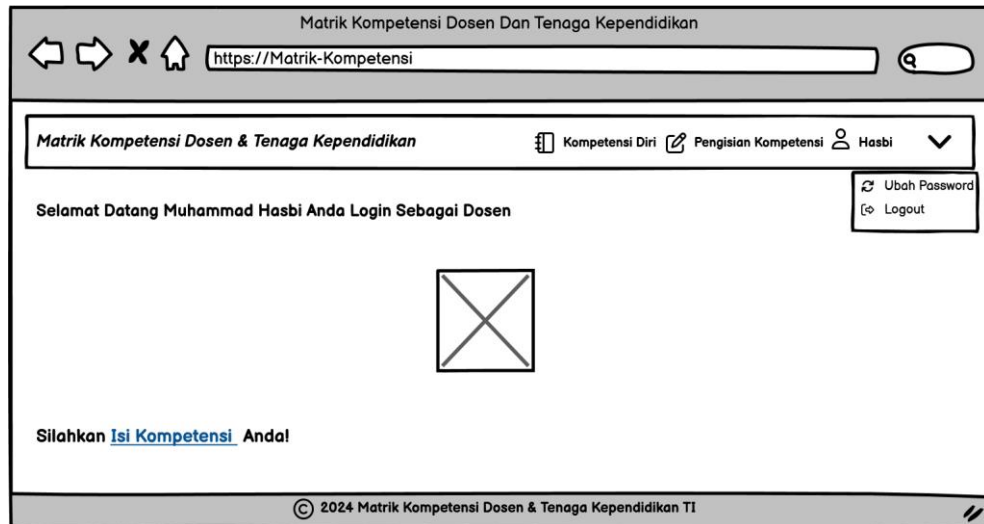 Matrik Kompetensi Dosen Dan Tenaga Kependidikan
https://Matrik-Kompetensi
Matrik Kompetensi Dosen & Tenaga Kependidikan Kompetensi Diri Pengisian Kompetensi Hasbi
Ubah Password
Logout
Selamat Datang Muhammad Hasbi Anda Login Sebagai Dosen
Silahkan Isi Kompetensi Anda!
© 2024 Matrik Kompetensi Dosen & Tenaga Kependidikan TI